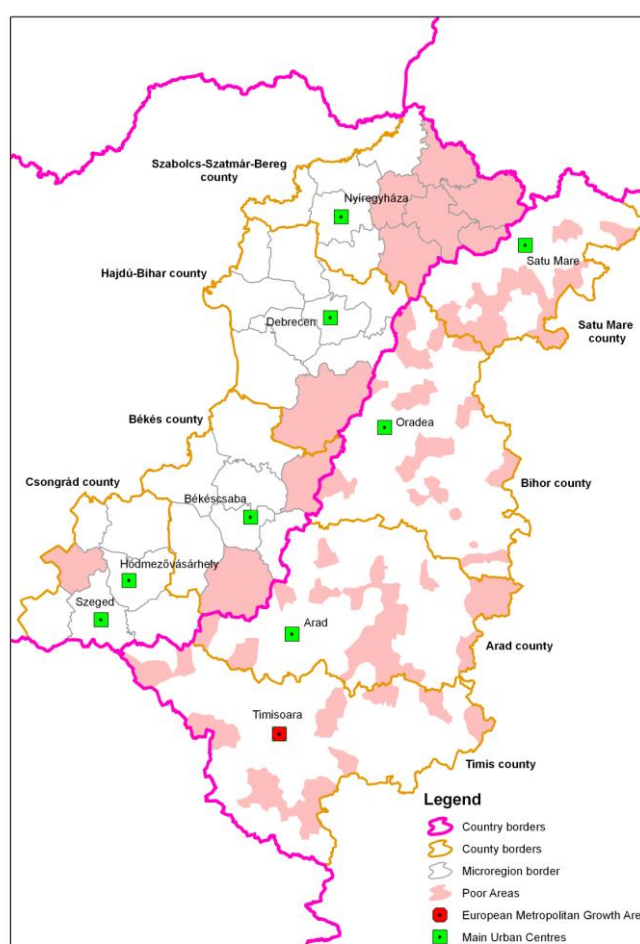 Szabolcs-Szatmár-Bereg
county
Nyíregyháza
Hajdú-Bihar county
Satu Mare
Debrecen
Satu Mare
county
Békés county
Oradea
Csongrád county
Békéscsaba
Bihor county
Hódmezővásárhely
Szeged
Arad
Arad county
Timisoara
Timis county
Legend
Country borders
County borders
Microregion border
Poor Areas
European Metropolitan Growth Are
Main Urban Centres